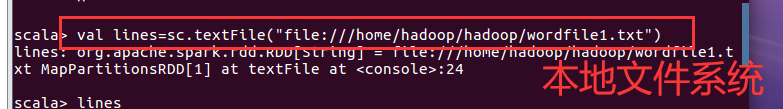 scala> val lines=sc.textFile("file:///home/hadoop/hadoop/wordfile1.txt")
lines: org.apache.spark.rdd.RDD[String] = file:///home/hadoop/hadoop/wordfile1.t
xt MapPartitionsRDD[1] at textFile at <console>:24
本地文件系统
scala> lines